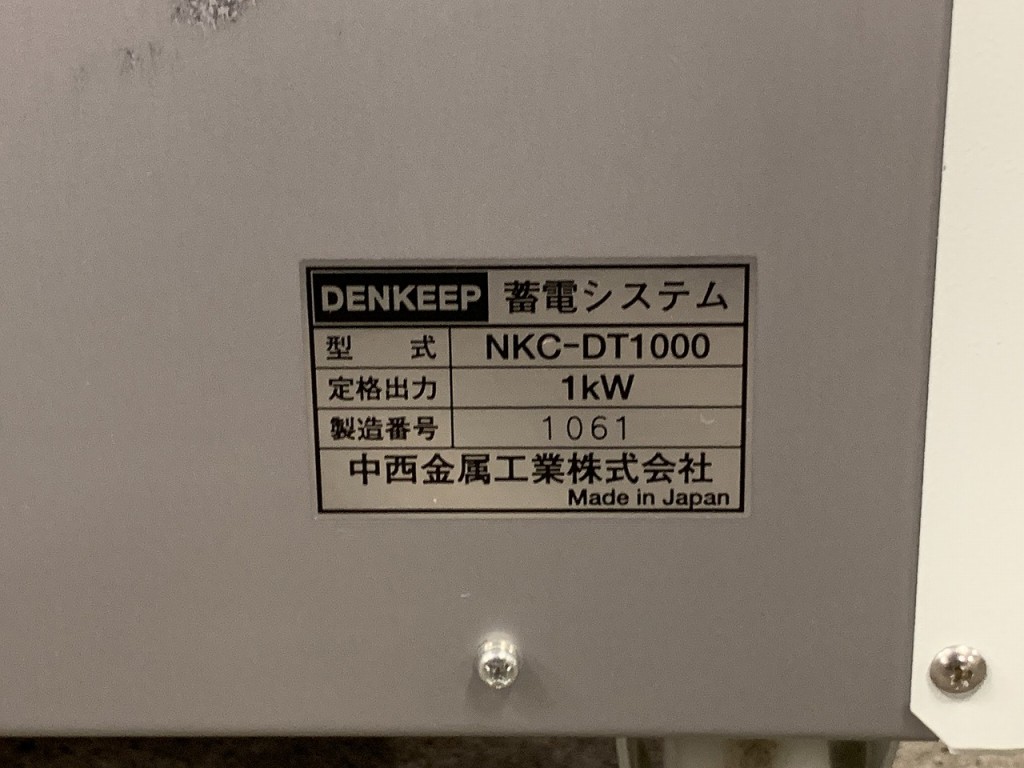 DENKEEP 蓄電システム
型式 NKC-DT1000
定格出力 1kW
製造番号 1061
中西金属工業株式会社
Made in Japan